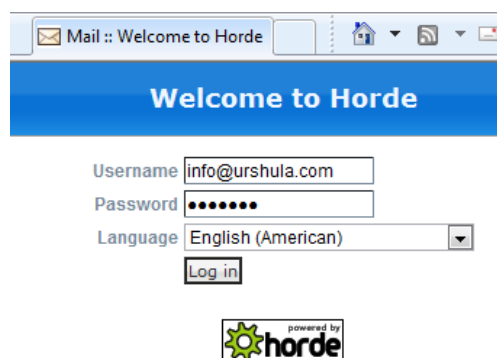 Mail :: Welcome to Horde
Welcome to Horde
Username info@urshula.com
Password •••••••
Language English (American)
Log in
powered by
horde